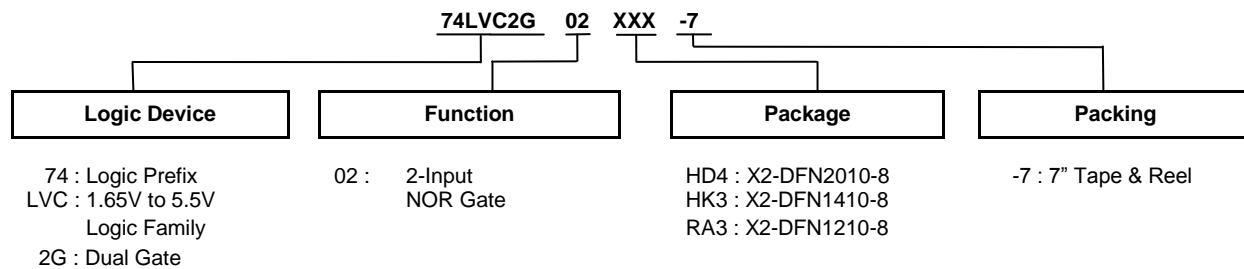 74LVC2G 02 XXX -7
Logic Device
Function
Package
Packing
74 : Logic Prefix
LVC : 1.65V to 5.5V
Logic Family
2G : Dual Gate
02 : 2-Input
NOR Gate
HD4 : X2-DFN2010-8
HK3 : X2-DFN1410-8
RA3 : X2-DFN1210-8
-7 : 7” Tape & Reel